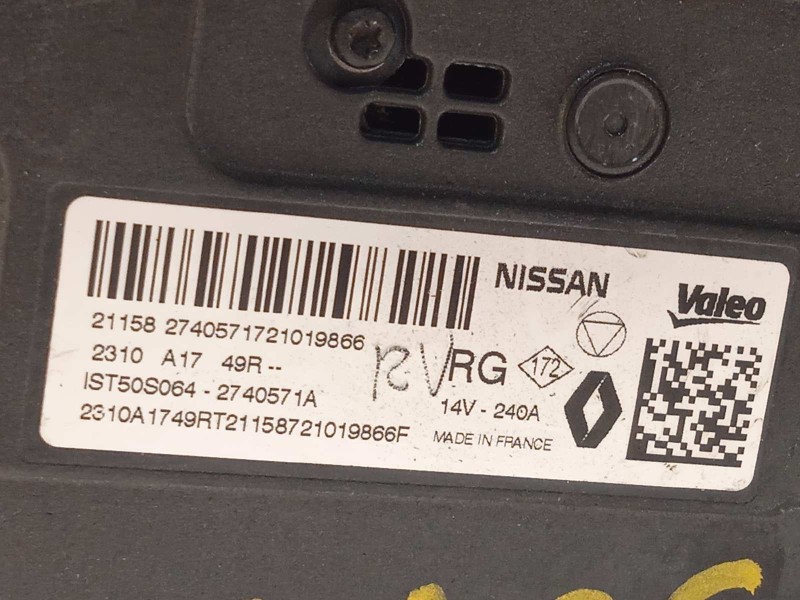 NISSAN
Valeo
21158 2740571721019866
2310 A17 49R--
12V RG 172
IST50S064 - 2740571A
14V - 240A
2310A1749RT21158721019866F
MADE IN FRANCE